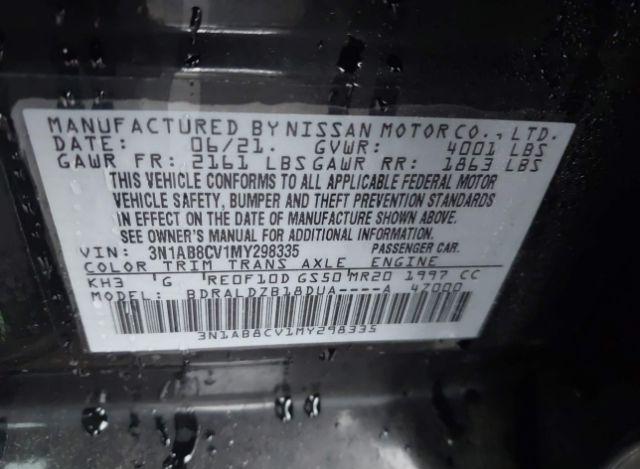 MANUFACTURED BY NISSAN MOTOR CO., LTD.
DATE: 06/21. GVWR: 4001 LBS
GAWR FR: 2161 LBS GAWR RR: 1863 LBS
THIS VEHICLE CONFORMS TO ALL APPLICABLE FEDERAL MOTOR
VEHICLE SAFETY, BUMPER AND THEFT PREVENTION STANDARDS
IN EFFECT ON THE DATE OF MANUFACTURE SHOWN ABOVE.
SEE OWNER'S MANUAL FOR ADDITIONAL INFORMATION.
VIN: 3N1AB8CV1MY298335 PASSENGER CAR.
COLOR TRIM TRANS AXLE ENGINE
KH3 G RE0F10D GS50 MR20 1997 CC
MODEL: BDRALDZB18DUA----A 47000
3N1AB8CV1MY298335